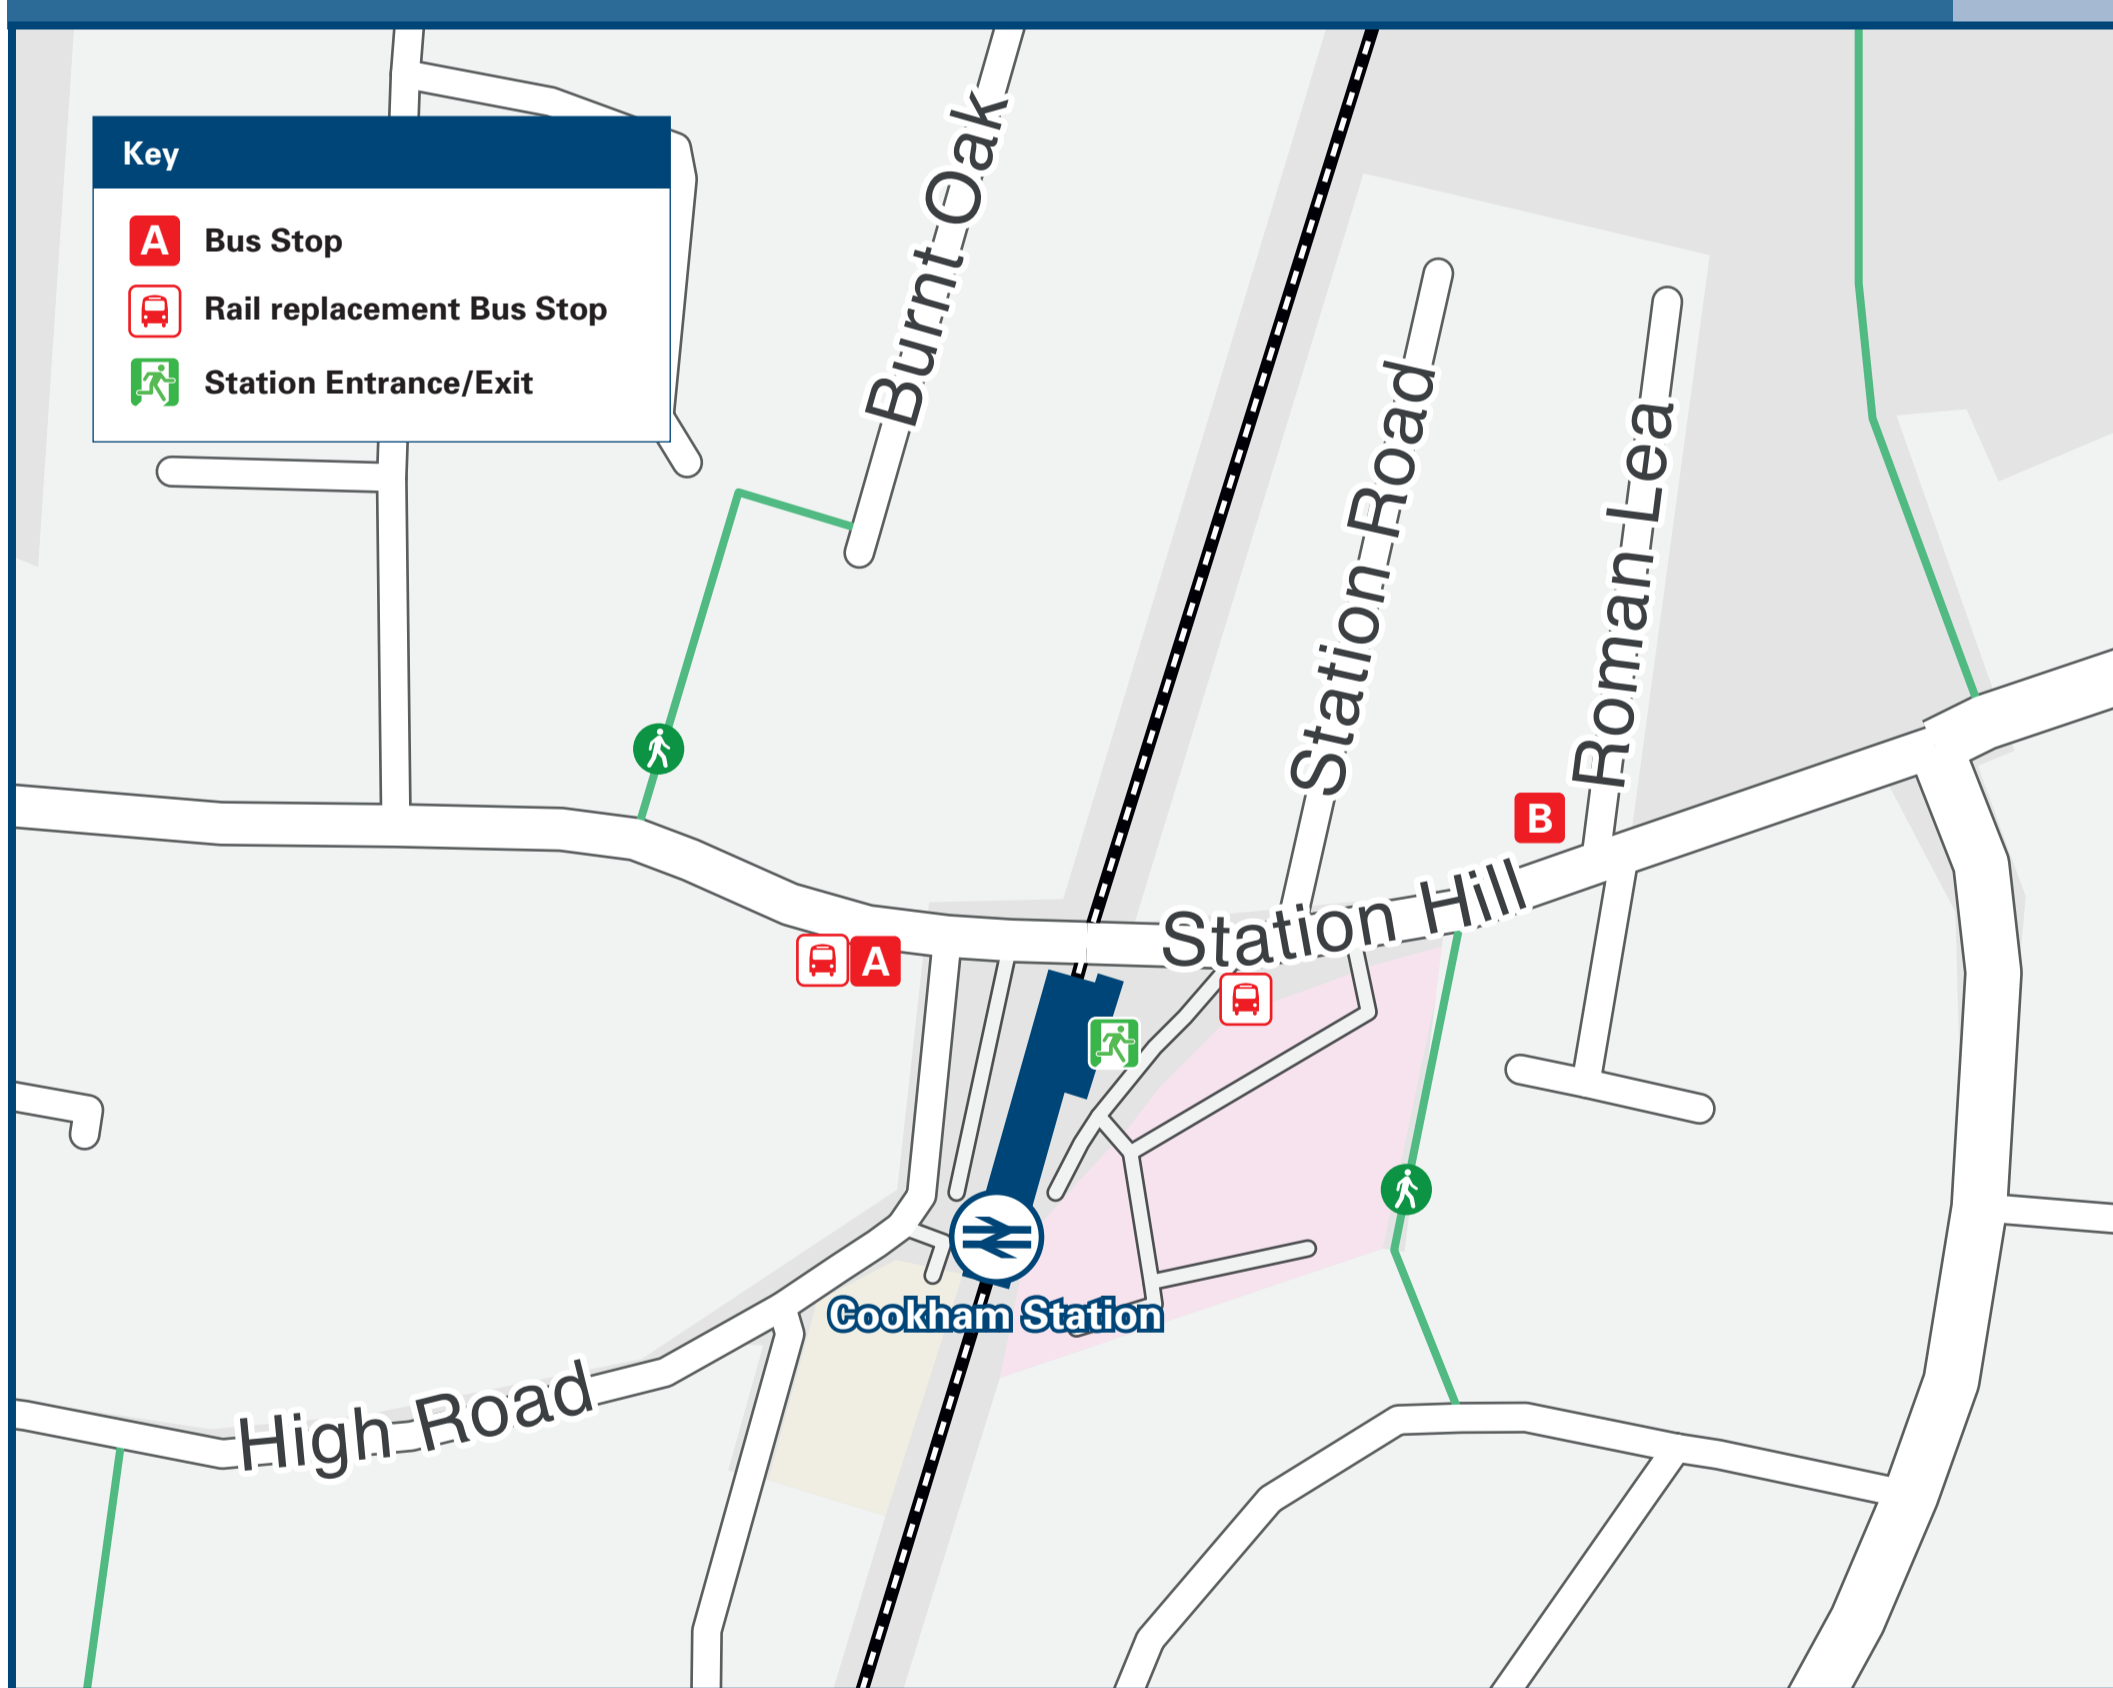 Key
A Bus Stop
Rail replacement Bus Stop
Station Entrance/Exit
Burnt Oak
Station Road
Roman Lea
B
Station Hill
A
Cookham Station
High Road